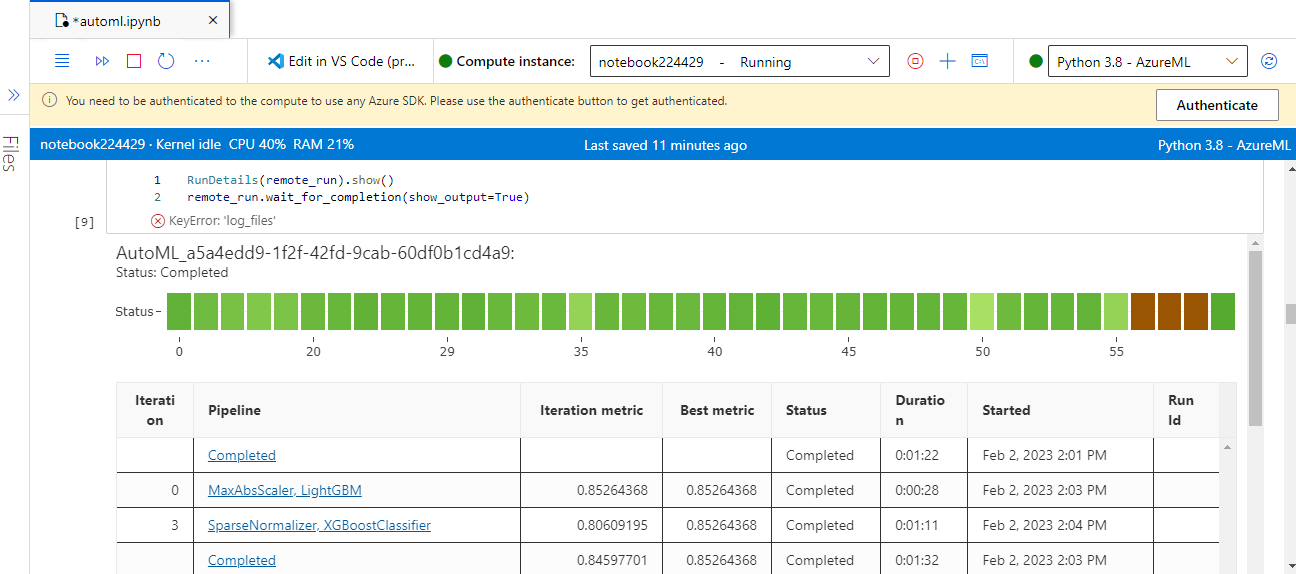 *automl.ipynb ×
··· Edit in VS Code (pr... Compute instance: notebook224429 - Running Python 3.8 - AzureML
You need to be authenticated to the compute to use any Azure SDK. Please use the authenticate button to get authenticated. Authenticate
Files
notebook224429 · Kernel idle CPU 40% RAM 21% Last saved 11 minutes ago Python 3.8 - AzureML
1 RunDetails(remote_run).show()
2 remote_run.wait_for_completion(show_output=True)
[9] KeyError: 'log_files'
AutoML_a5a4edd9-1f2f-42fd-9cab-60df0b1cd4a9:
Status: Completed
Status
0 20 29 35 40 45 50 55
Iterati
on Pipeline Iteration metric Best metric Status Duratio
n Started Run
Id
Completed Completed 0:01:22 Feb 2, 2023 2:01 PM
0 MaxAbsScaler, LightGBM 0.85264368 0.85264368 Completed 0:00:28 Feb 2, 2023 2:03 PM
3 SparseNormalizer, XGBoostClassifier 0.80609195 0.85264368 Completed 0:01:11 Feb 2, 2023 2:04 PM
Completed 0.84597701 0.85264368 Completed 0:01:32 Feb 2, 2023 2:03 PM